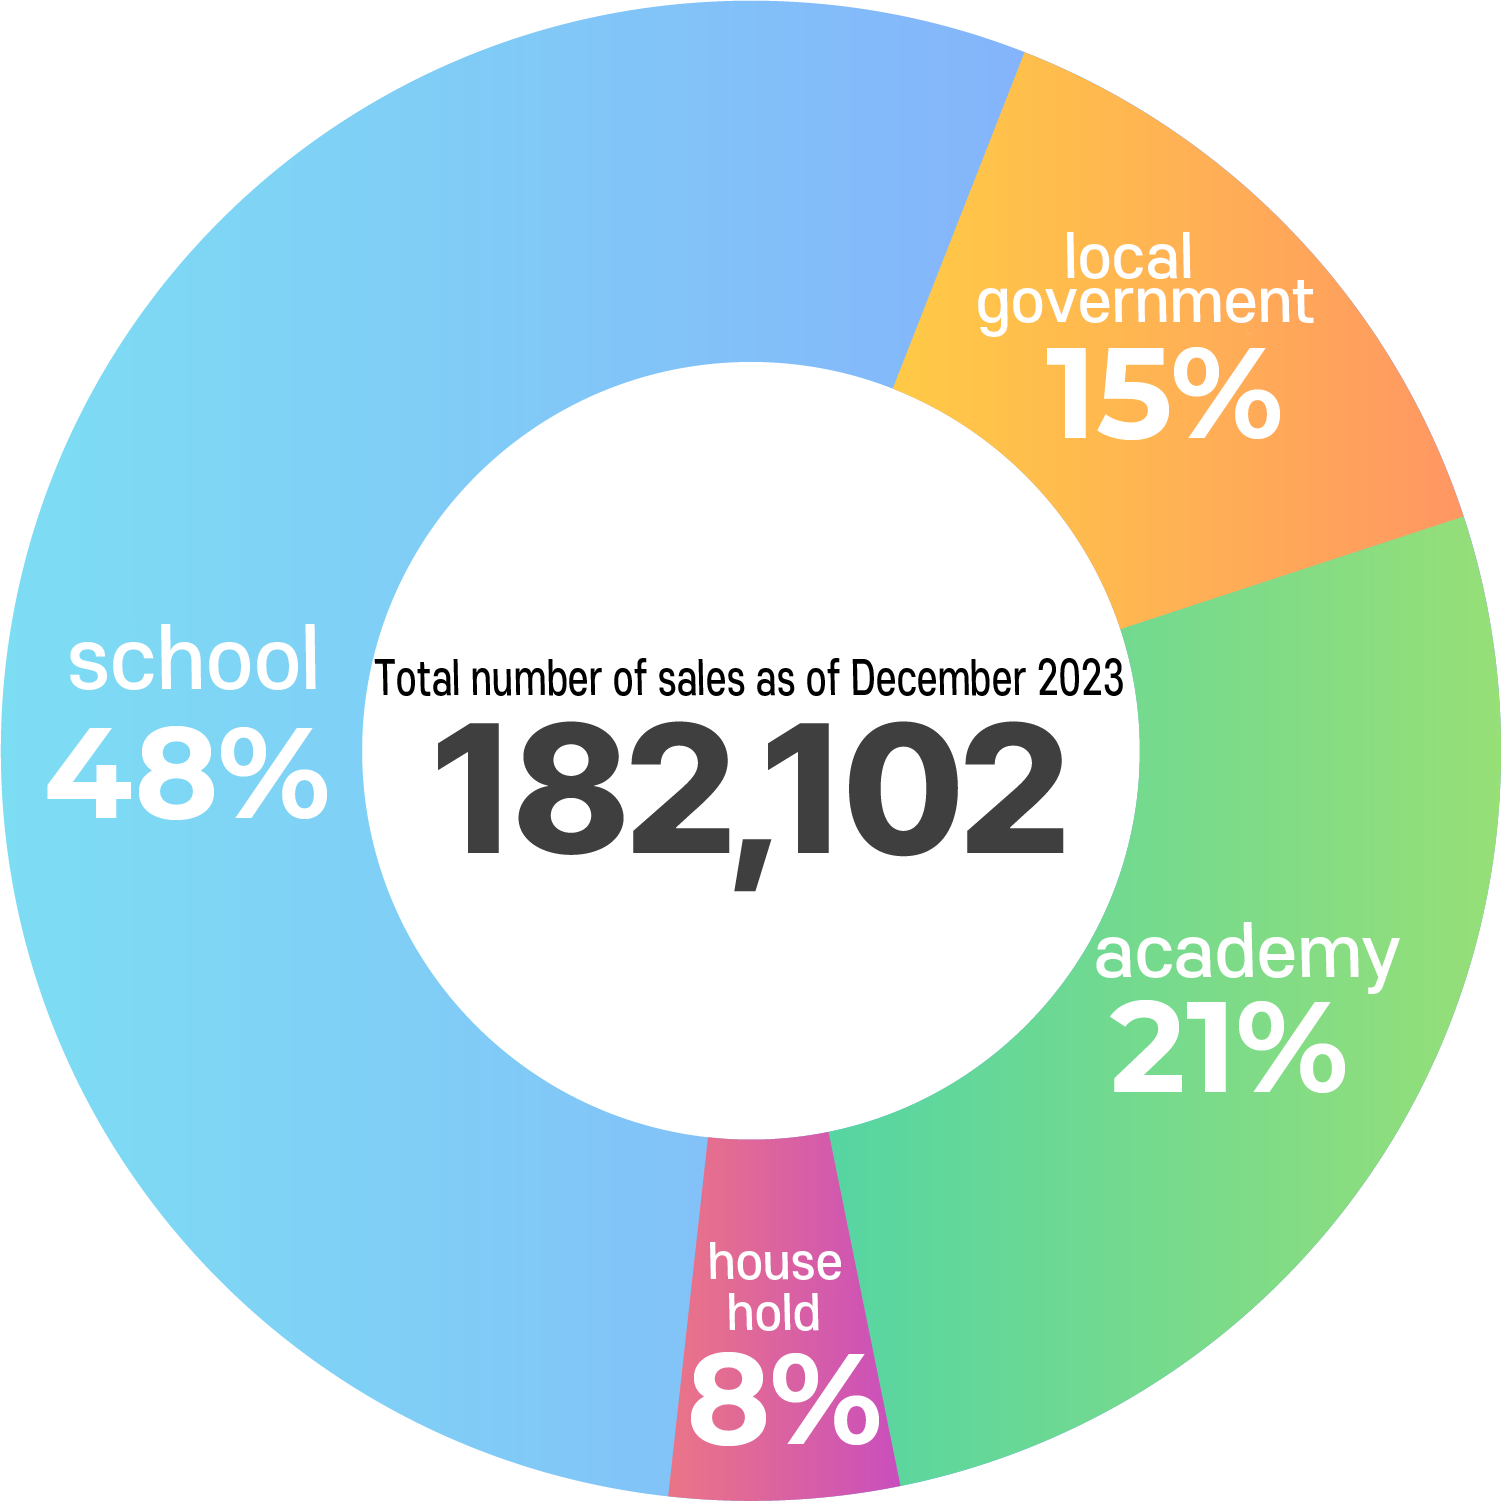 local
government
15%
school
48%
Total number of sales as of December 2023
182,102
academy
21%
house
hold
8%